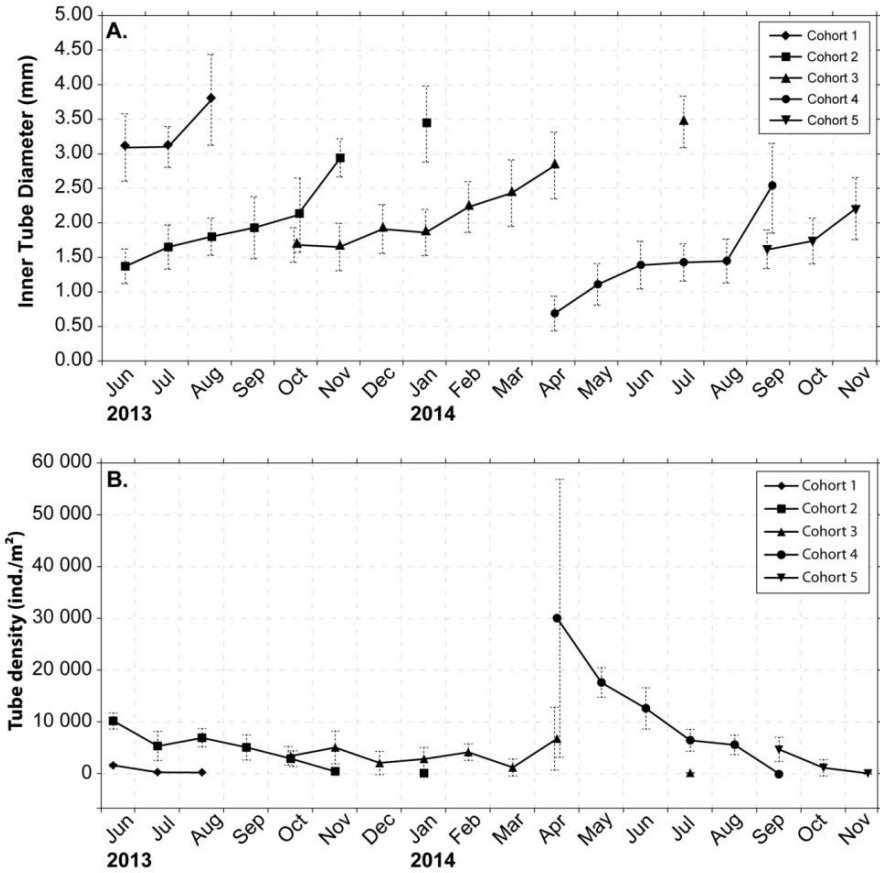 A.
Inner Tube Diameter (mm)
5.00
4.50
4.00
3.50
3.00
2.50
2.00
1.50
1.00
0.50
0.00
Cohort 1
Cohort 2
Cohort 3
Cohort 4
Cohort 5
Jun Jul Aug Sep Oct Nov Dec Jan Feb Mar Apr May Jun Jul Aug Sep Oct Nov
2013 2014
B.
Tube density (ind./m²)
60 000
50 000
40 000
30 000
20 000
10 000
0
Cohort 1
Cohort 2
Cohort 3
Cohort 4
Cohort 5
Jun Jul Aug Sep Oct Nov Dec Jan Feb Mar Apr May Jun Jul Aug Sep Oct Nov
2013 2014